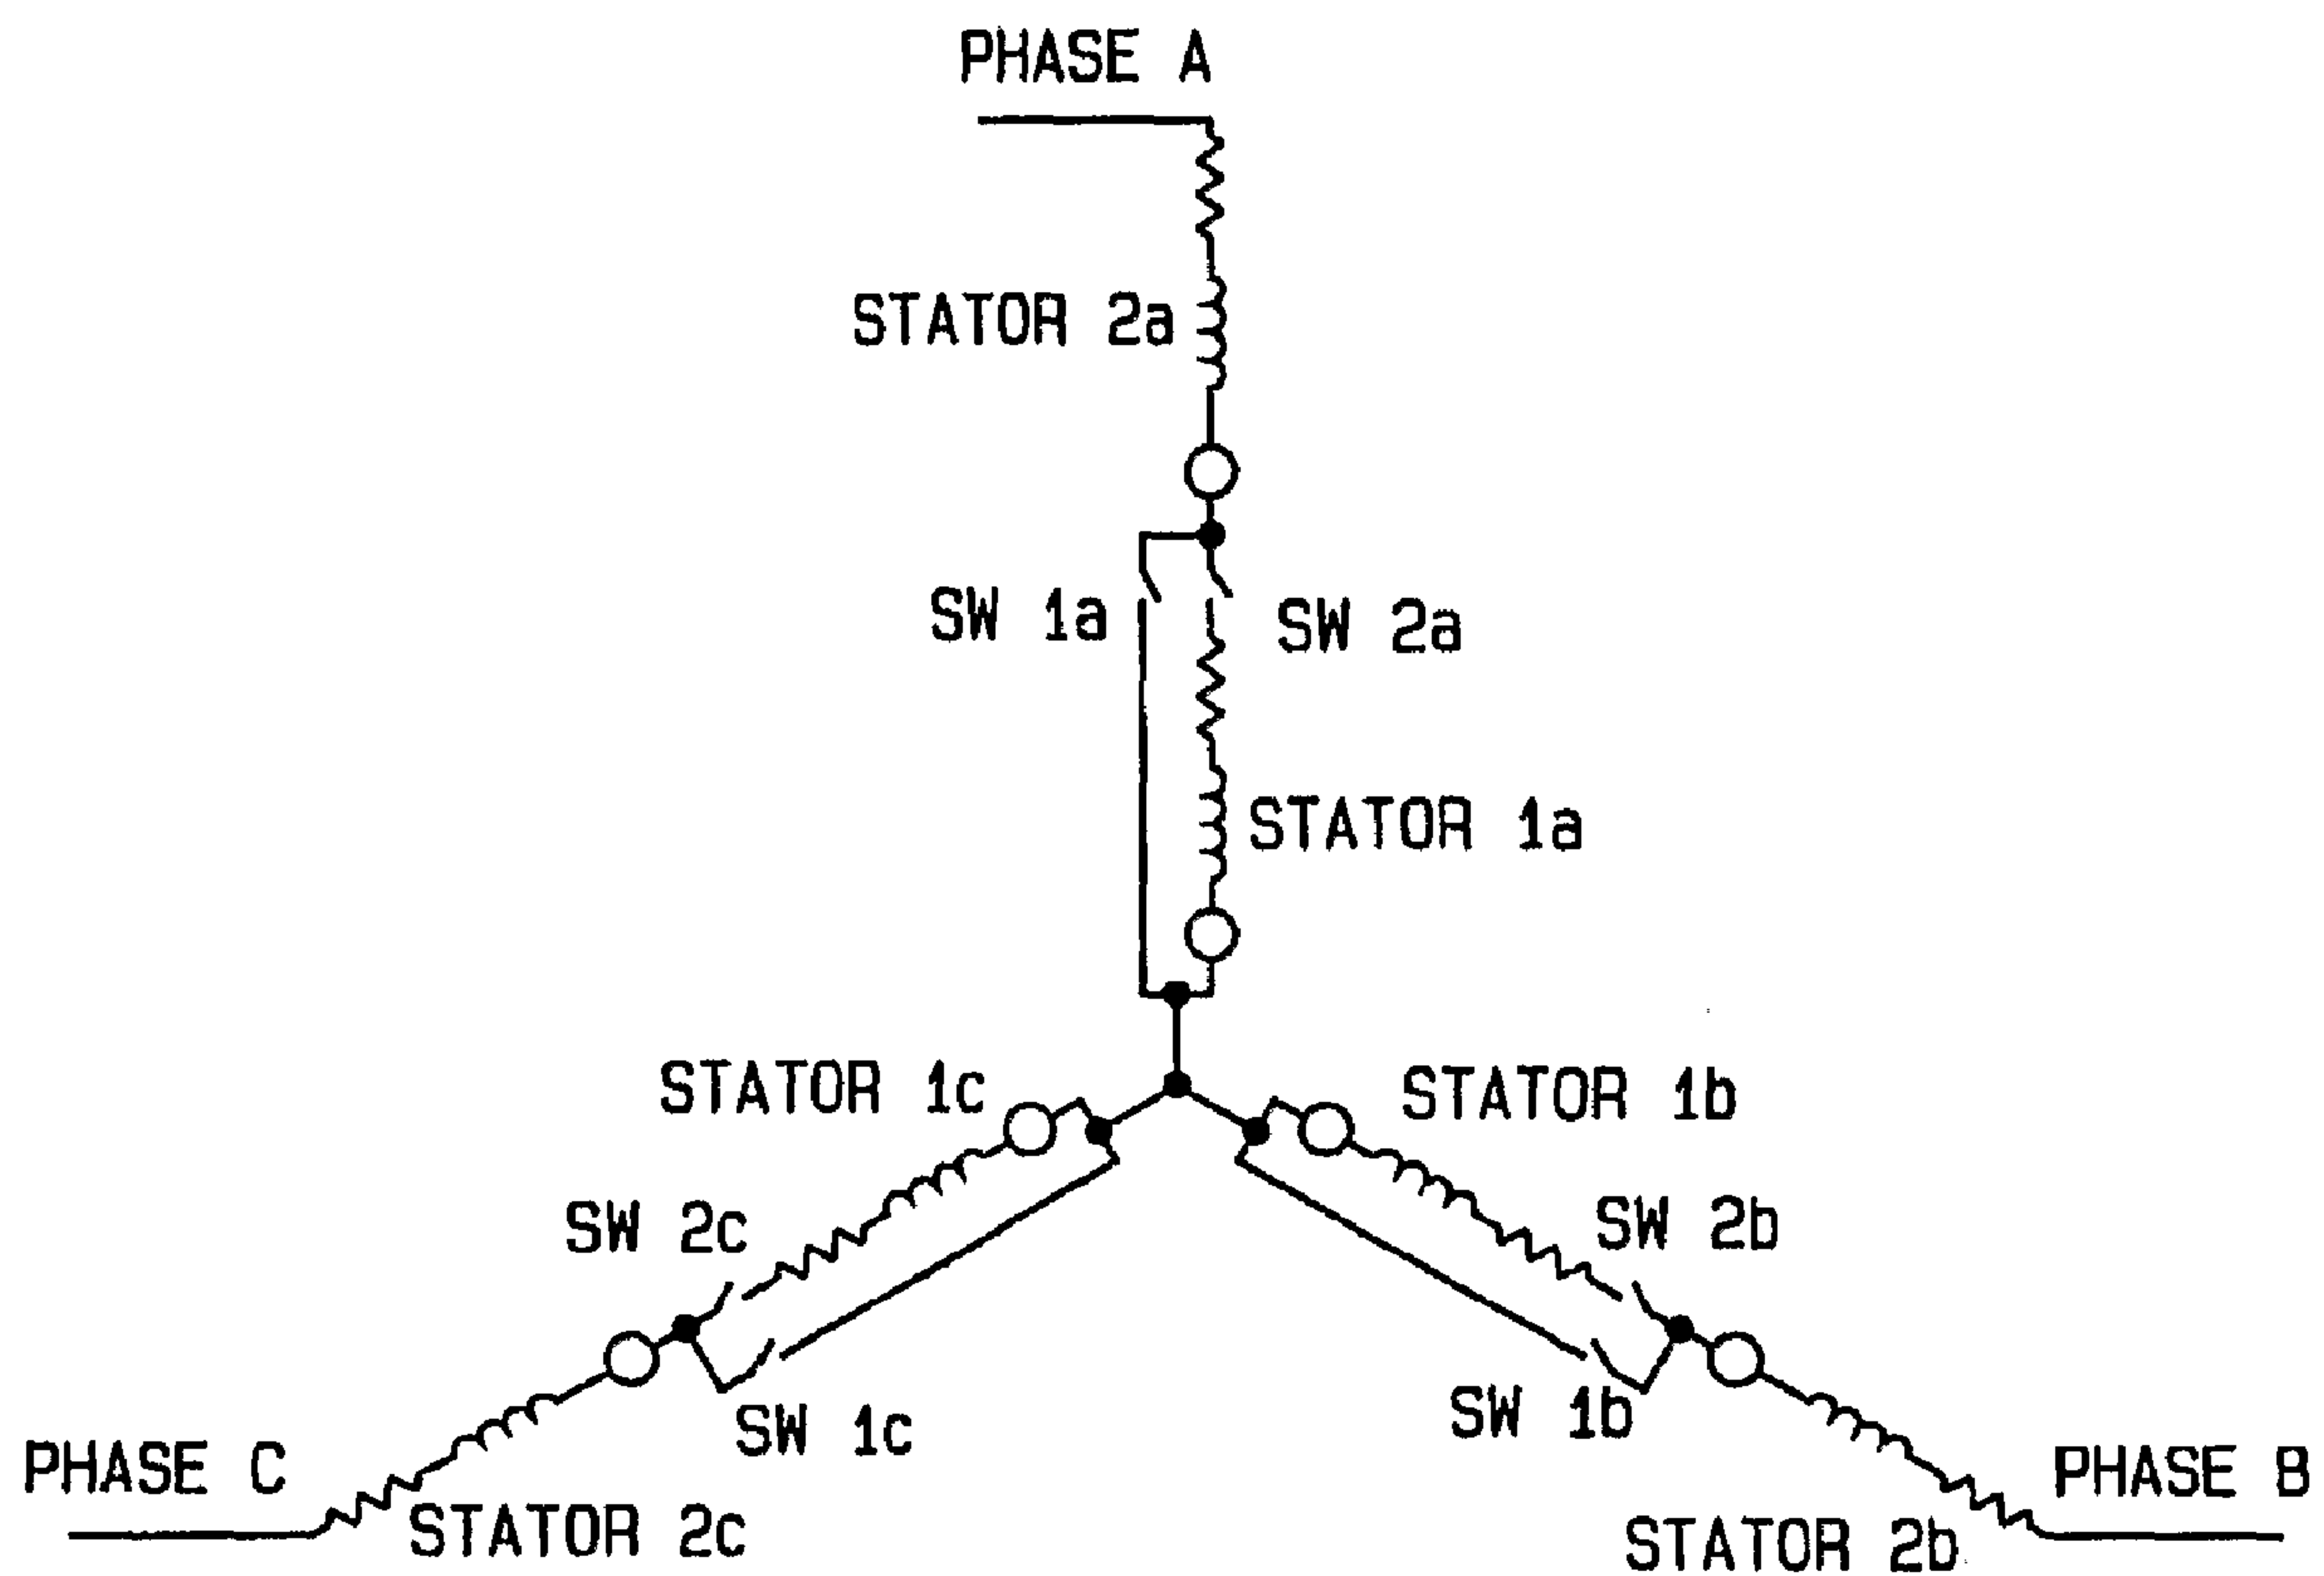 PHASE A
STATOR 2a
SW 1a
SW 2a
STATOR 1a
STATOR 1c
STATOR 1b
SW 2c
SW 2b
SW 1c
SW 1b
PHASE C
PHASE B
STATOR 2c
STATOR 2b